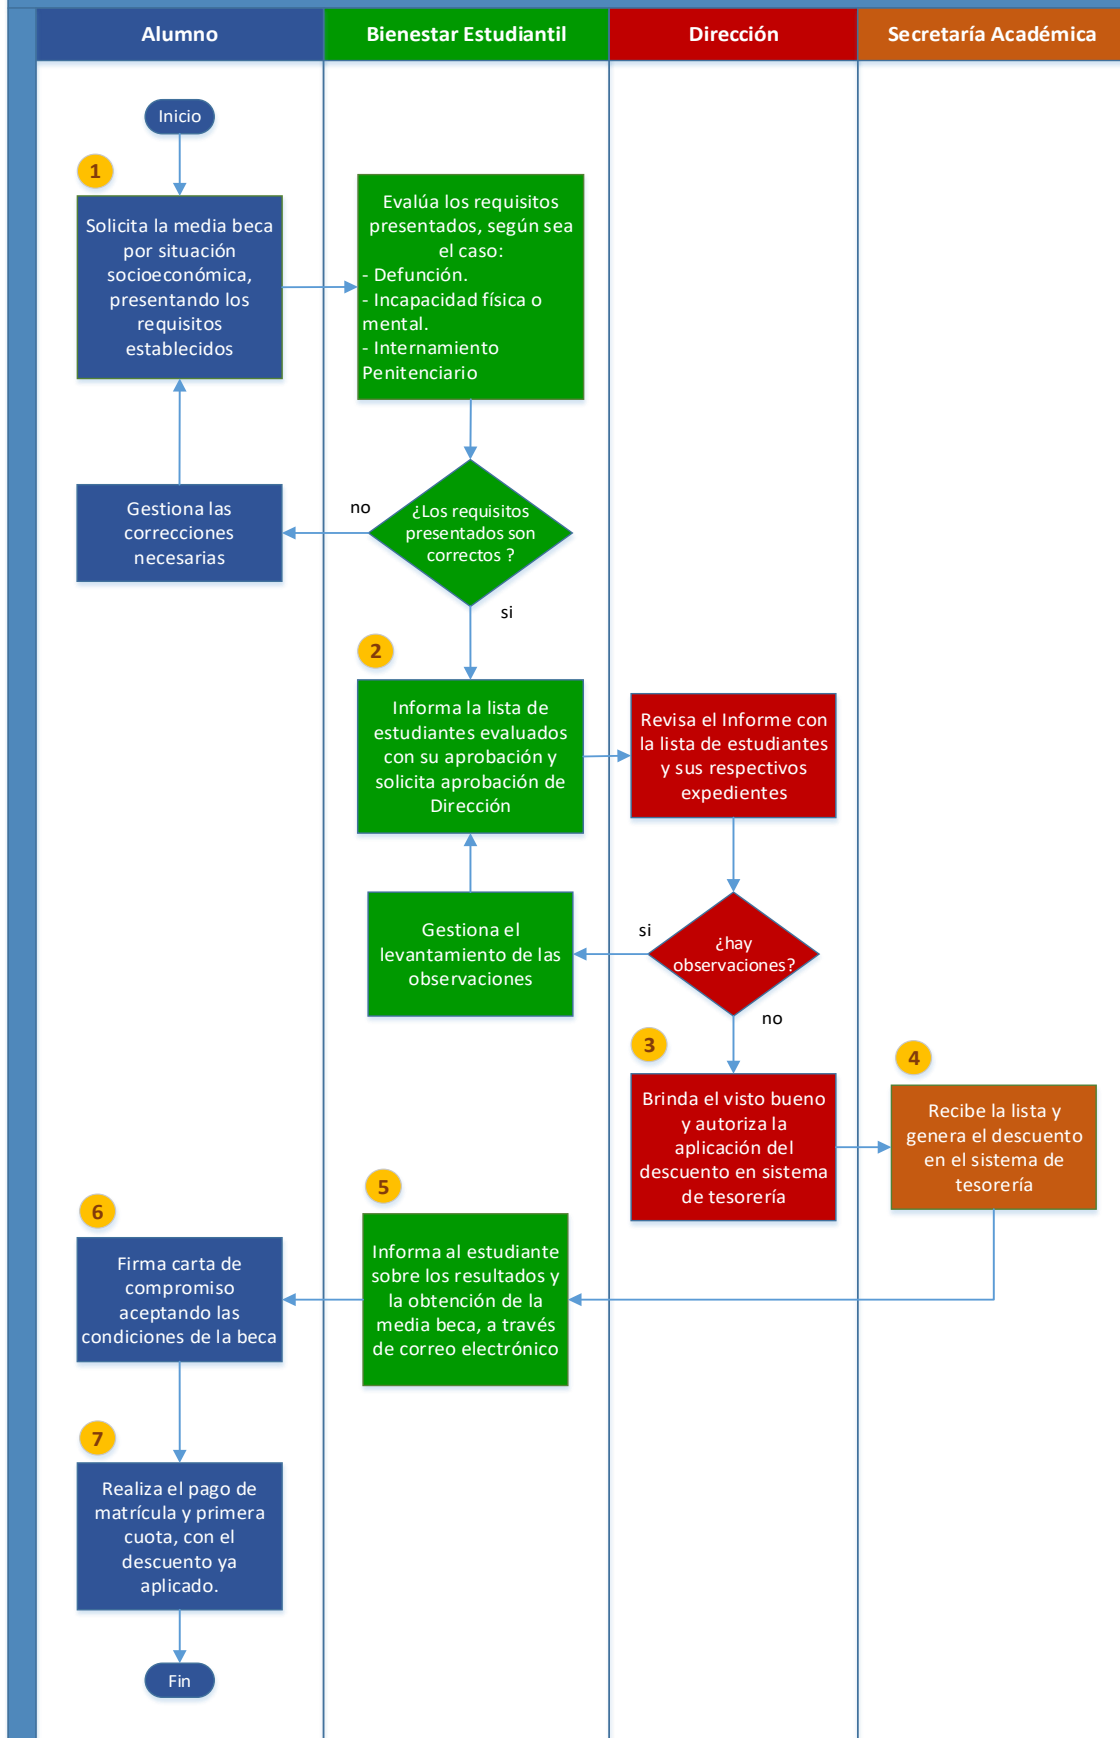 Alumno
Bienestar Estudiantil
Dirección
Secretaría Académica
Inicio
1
Solicita la media beca
por situación
socioeconómica,
presentando los
requisitos
establecidos
Evalúa los requisitos
presentados, según sea
el caso:
- Defunción.
- Incapacidad física o
mental.
- Internamiento
Penitenciario
Gestiona las
correcciones
necesarias
no
¿Los requisitos
presentados son
correctos ?
si
2
Informa la lista de
estudiantes evaluados
con su aprobación y
solicita aprobación de
Dirección
Revisa el Informe con
la lista de estudiantes
y sus respectivos
expedientes
Gestiona el
levantamiento de las
observaciones
si
¿hay
observaciones?
no
3
Brinda el visto bueno
y autoriza la
aplicación del
descuento en sistema
de tesorería
4
Recibe la lista y
genera el descuento
en el sistema de
tesorería
5
Informa al estudiante
sobre los resultados y
la obtención de la
media beca, a través
de correo electrónico
6
Firma carta de
compromiso
aceptando las
condiciones de la beca
7
Realiza el pago de
matrícula y primera
cuota, con el
descuento ya
aplicado.
Fin